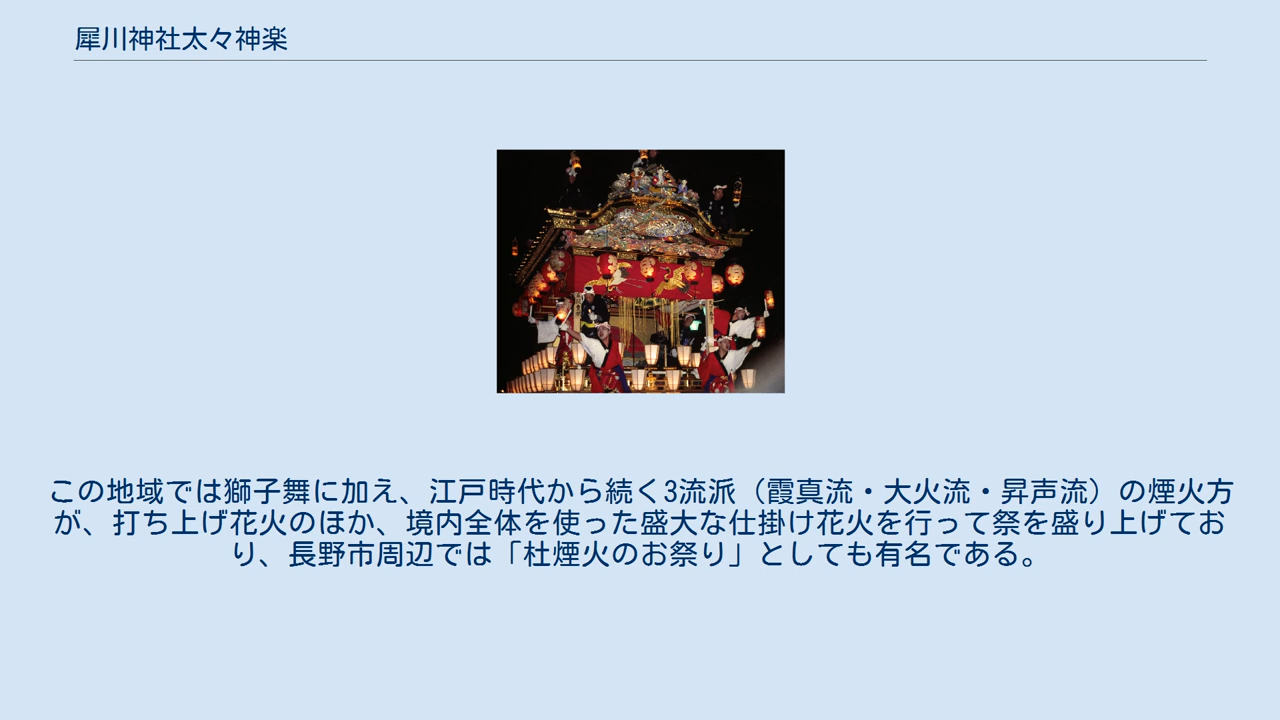 犀川神社太々神楽
この地域では獅子舞に加え、江戸時代から続く3流派（霞真流・大火流・昇声流）の煙火方
が、打ち上げ花火のほか、境内全体を使った盛大な仕掛け花火を行って祭を盛り上げてお
り、長野市周辺では「杜煙火のお祭り」としても有名である。